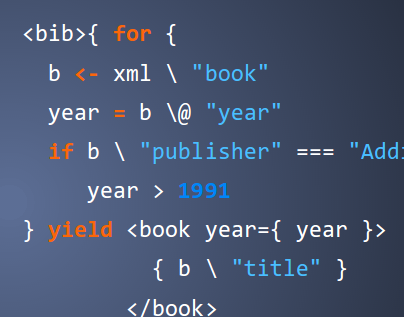 <bib>{ for {
  b <- xml \ "book"
  year = b \@ "year"
  if b \ "publisher" === "Addi
     year > 1991
} yield <book year={ year }>
          { b \ "title" }
        </book>